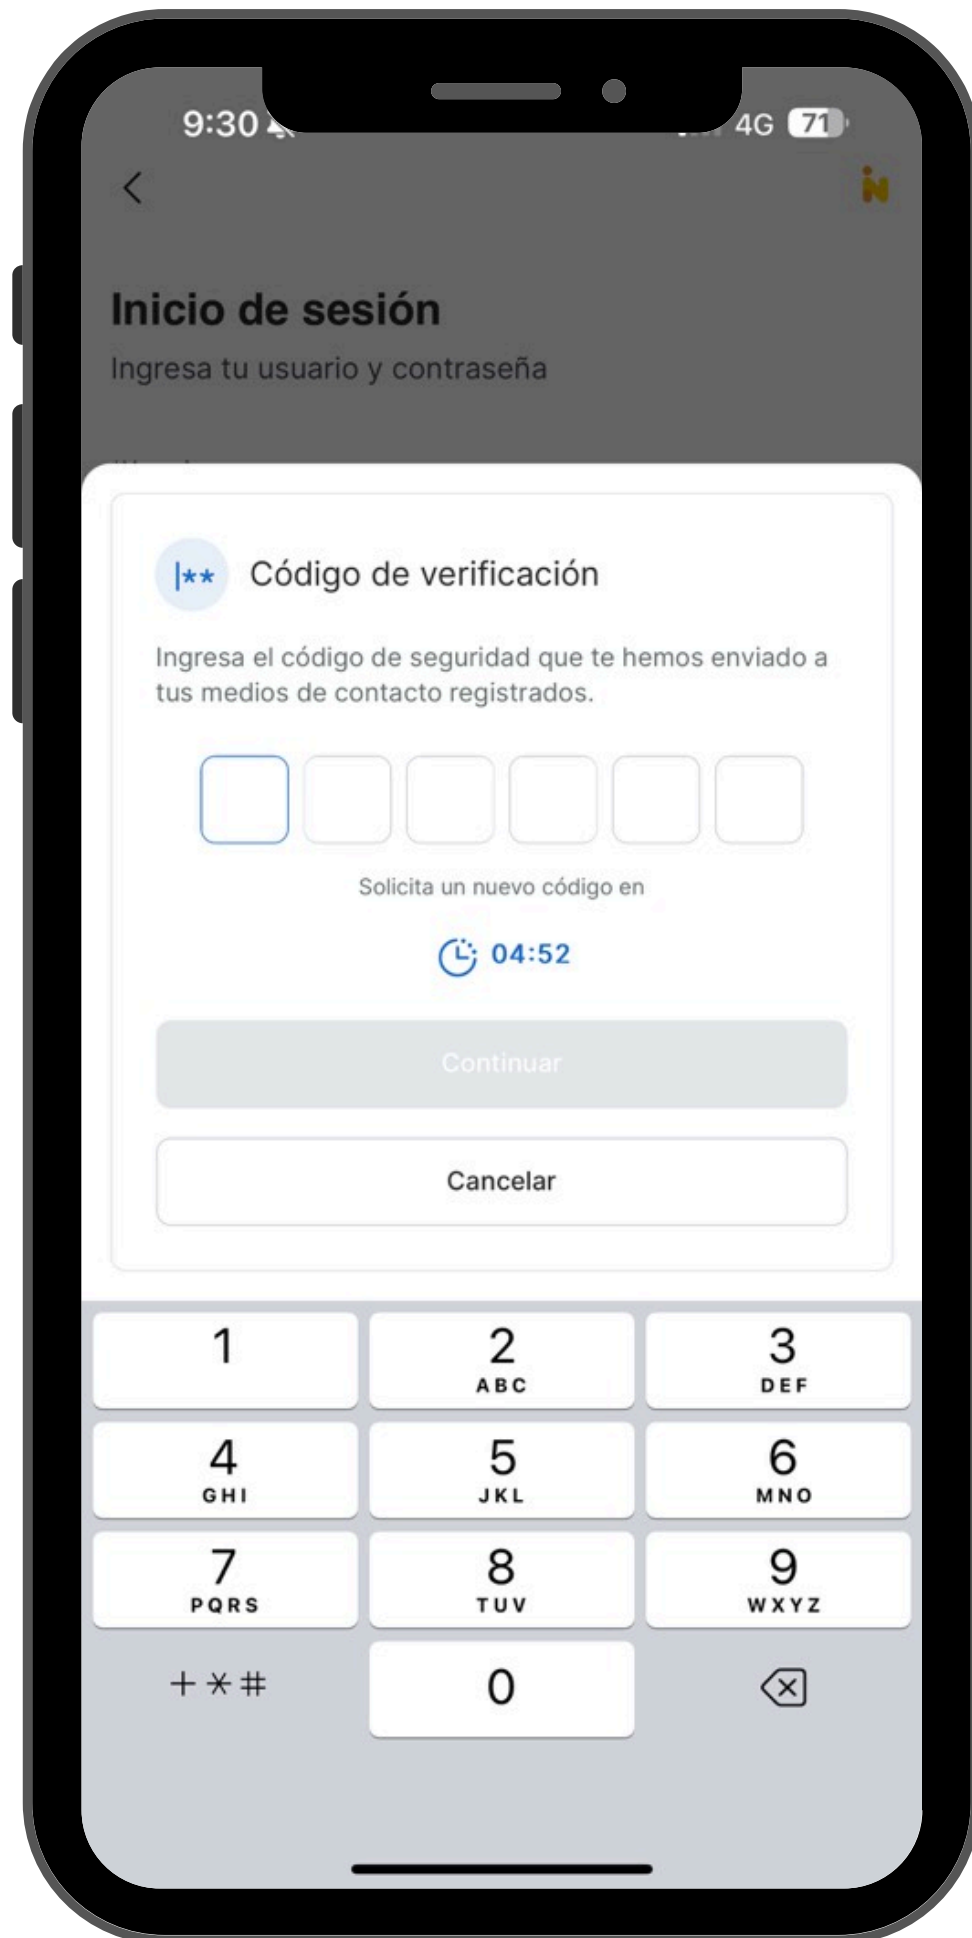 9:30
4G 71
Inicio de sesión
Ingresa tu usuario y contraseña
|** Código de verificación
Ingresa el código de seguridad que te hemos enviado a
tus medios de contacto registrados.
Solicita un nuevo código en
04:52
Continuar
Cancelar
1 2 3
ABC DEF
4 5 6
GHI JKL MNO
7 8 9
PQRS TUV WXYZ
+*# 0